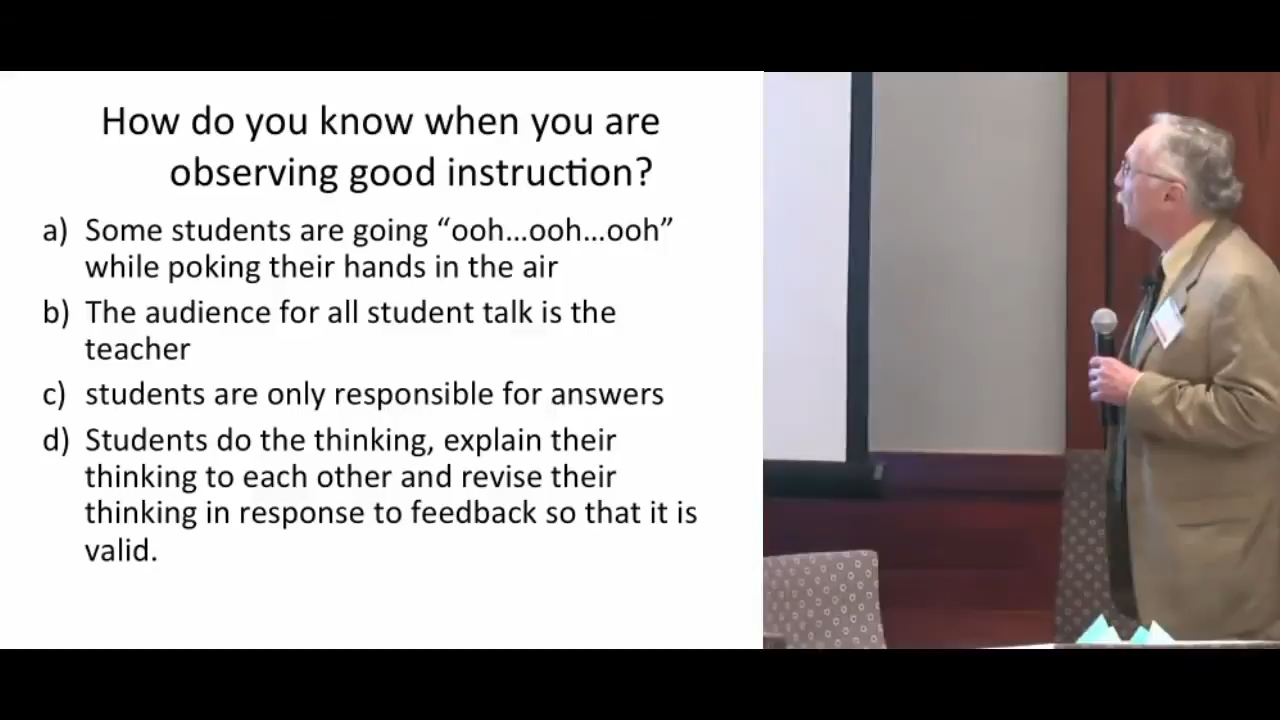 How do you know when you are
observing good instruction?
a) Some students are going “ooh…ooh…ooh”
while poking their hands in the air
b) The audience for all student talk is the
teacher
c) students are only responsible for answers
d) Students do the thinking, explain their
thinking to each other and revise their
thinking in response to feedback so that it is
valid.